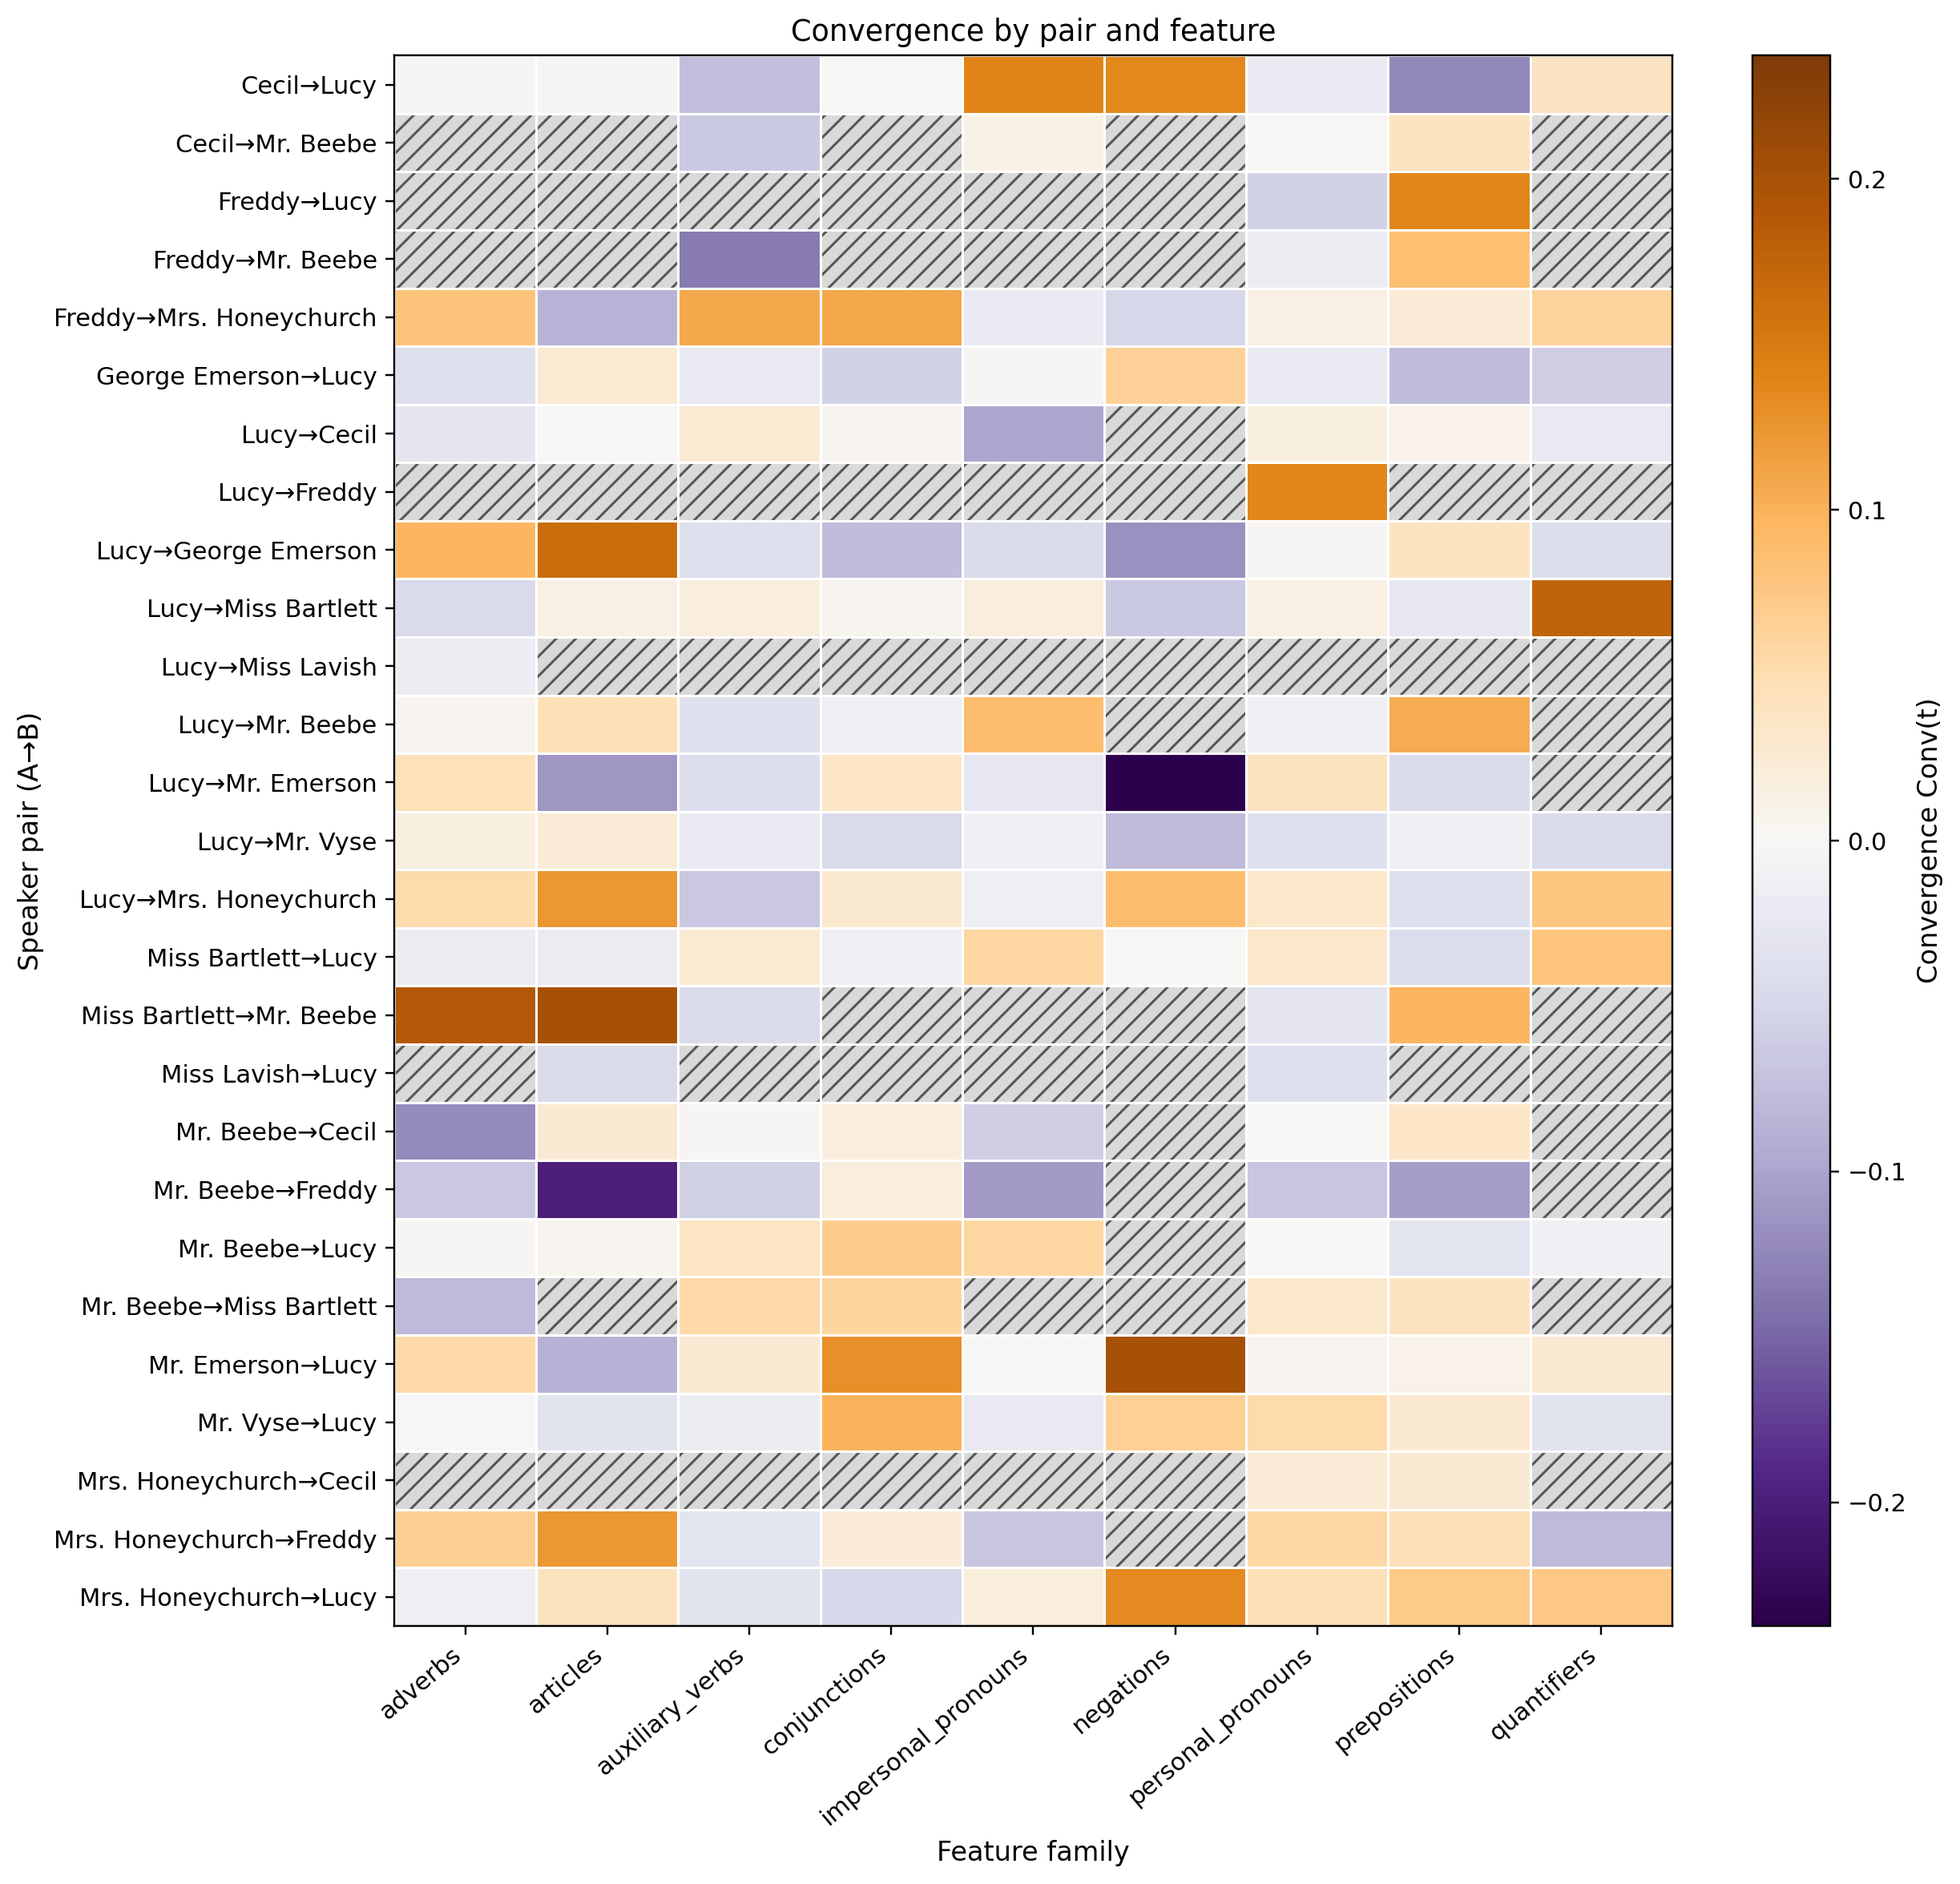 Convergence by pair and feature
Cecil→Lucy
Cecil→Mr. Beebe
Freddy→Lucy
Freddy→Mr. Beebe
Freddy→Mrs. Honeychurch
George Emerson→Lucy
Lucy→Cecil
Lucy→Freddy
Lucy→George Emerson
Lucy→Miss Bartlett
Lucy→Miss Lavish
Lucy→Mr. Beebe
Lucy→Mr. Emerson
Lucy→Mr. Vyse
Lucy→Mrs. Honeychurch
Miss Bartlett→Lucy
Miss Bartlett→Mr. Beebe
Miss Lavish→Lucy
Mr. Beebe→Cecil
Mr. Beebe→Freddy
Mr. Beebe→Lucy
Mr. Beebe→Miss Bartlett
Mr. Emerson→Lucy
Mr. Vyse→Lucy
Mrs. Honeychurch→Cecil
Mrs. Honeychurch→Freddy
Mrs. Honeychurch→Lucy
Speaker pair (A→B)
adverbs
articles
auxiliary_verbs
conjunctions
impersonal_pronouns
negations
personal_pronouns
prepositions
quantifiers
Feature family
0.2
0.1
0.0
−0.1
−0.2
Convergence Conv(t)